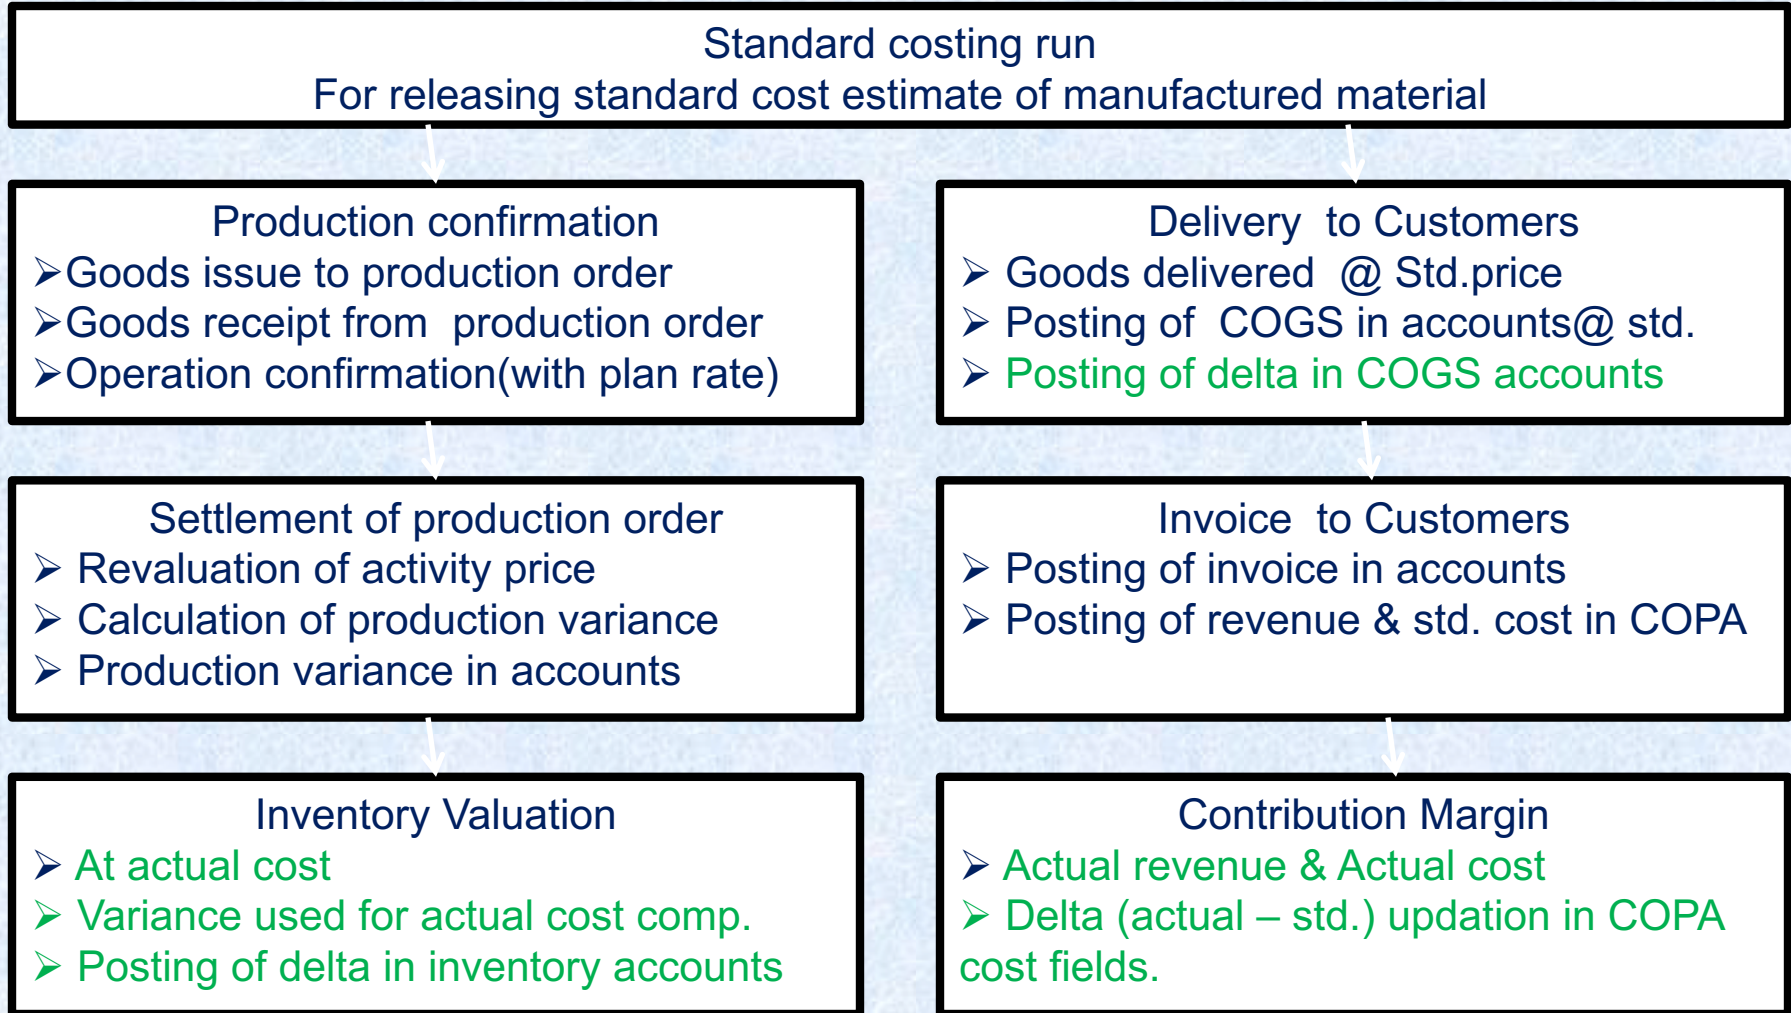 Standard costing run
For releasing standard cost estimate of manufactured material
Production confirmation
➢Goods issue to production order
➢Goods receipt from production order
➢Operation confirmation(with plan rate)
Delivery to Customers
➢ Goods delivered @ Std.price
➢ Posting of COGS in accounts@ std.
➢ Posting of delta in COGS accounts
Settlement of production order
➢ Revaluation of activity price
➢ Calculation of production variance
➢ Production variance in accounts
Invoice to Customers
➢ Posting of invoice in accounts
➢ Posting of revenue & std. cost in COPA
Inventory Valuation
➢ At actual cost
➢ Variance used for actual cost comp.
➢ Posting of delta in inventory accounts
Contribution Margin
➢ Actual revenue & Actual cost
➢ Delta (actual – std.) updation in COPA
cost fields.